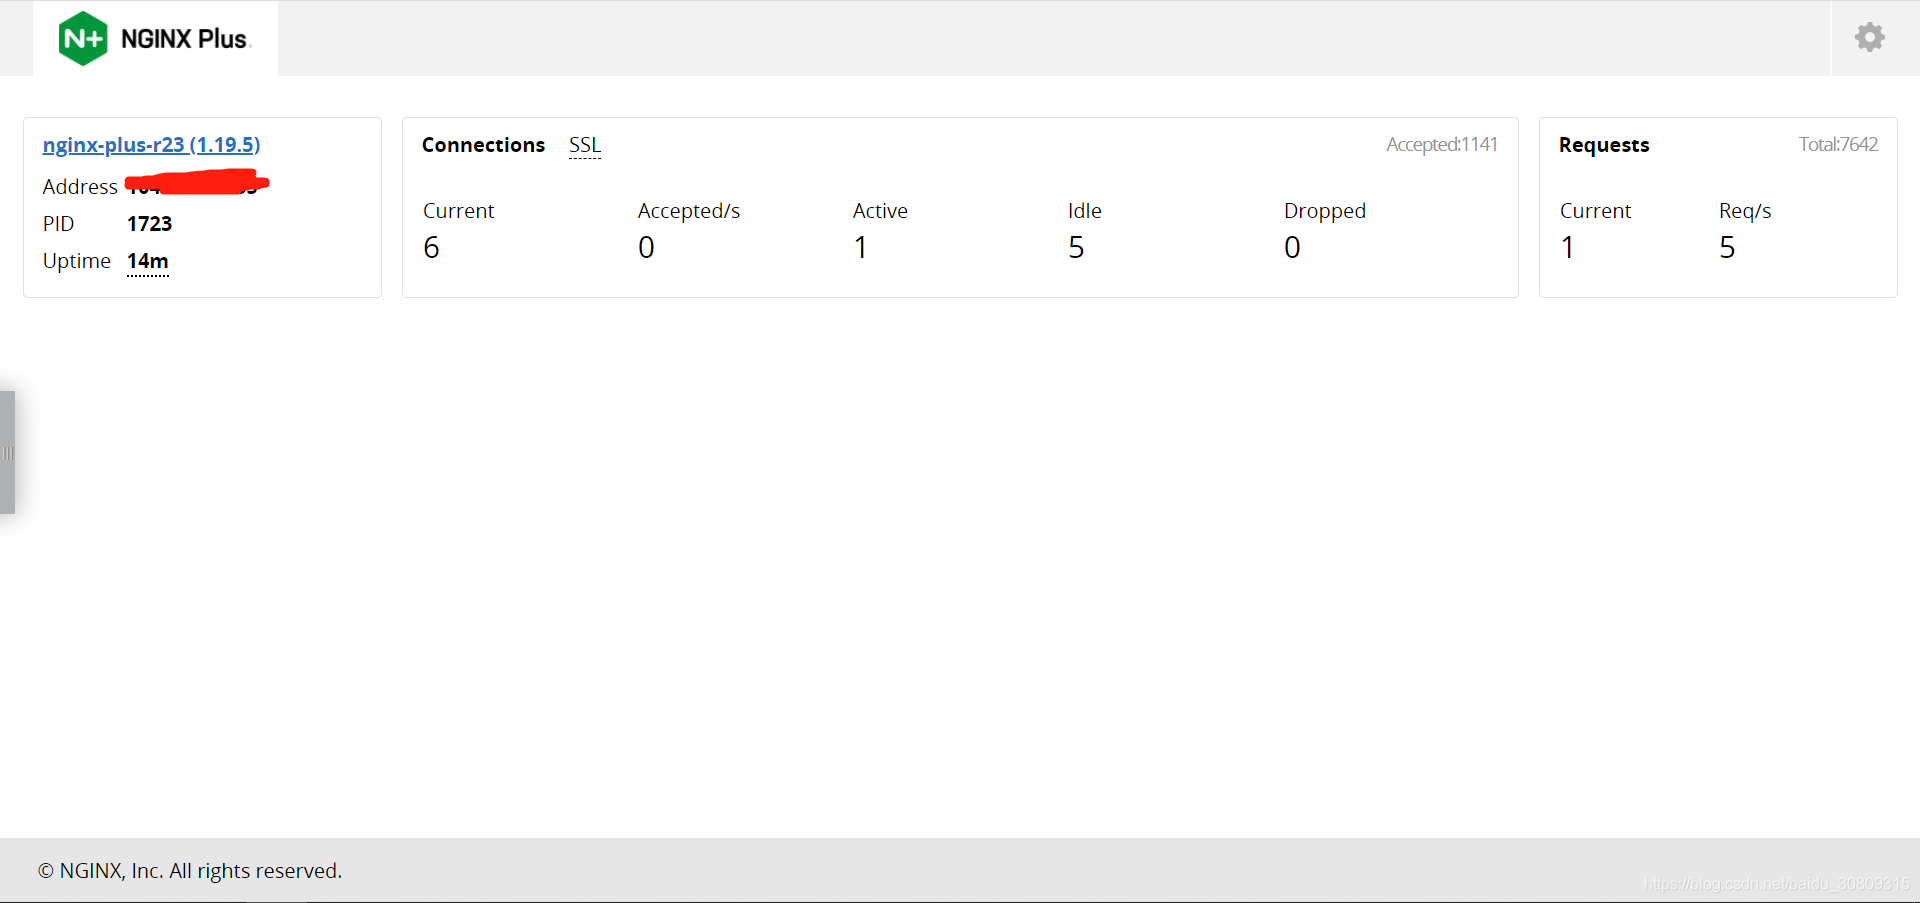 N+ NGINX Plus
nginx-plus-r23 (1.19.5)
Address
PID 1723
Uptime 14m
Connections SSL Accepted:1141
Current Accepted/s Active Idle Dropped
6 0 1 5 0
Requests Total:7642
Current Req/s
1 5
© NGINX, Inc. All rights reserved.
https://blog.csdn.net/baidu_30809315